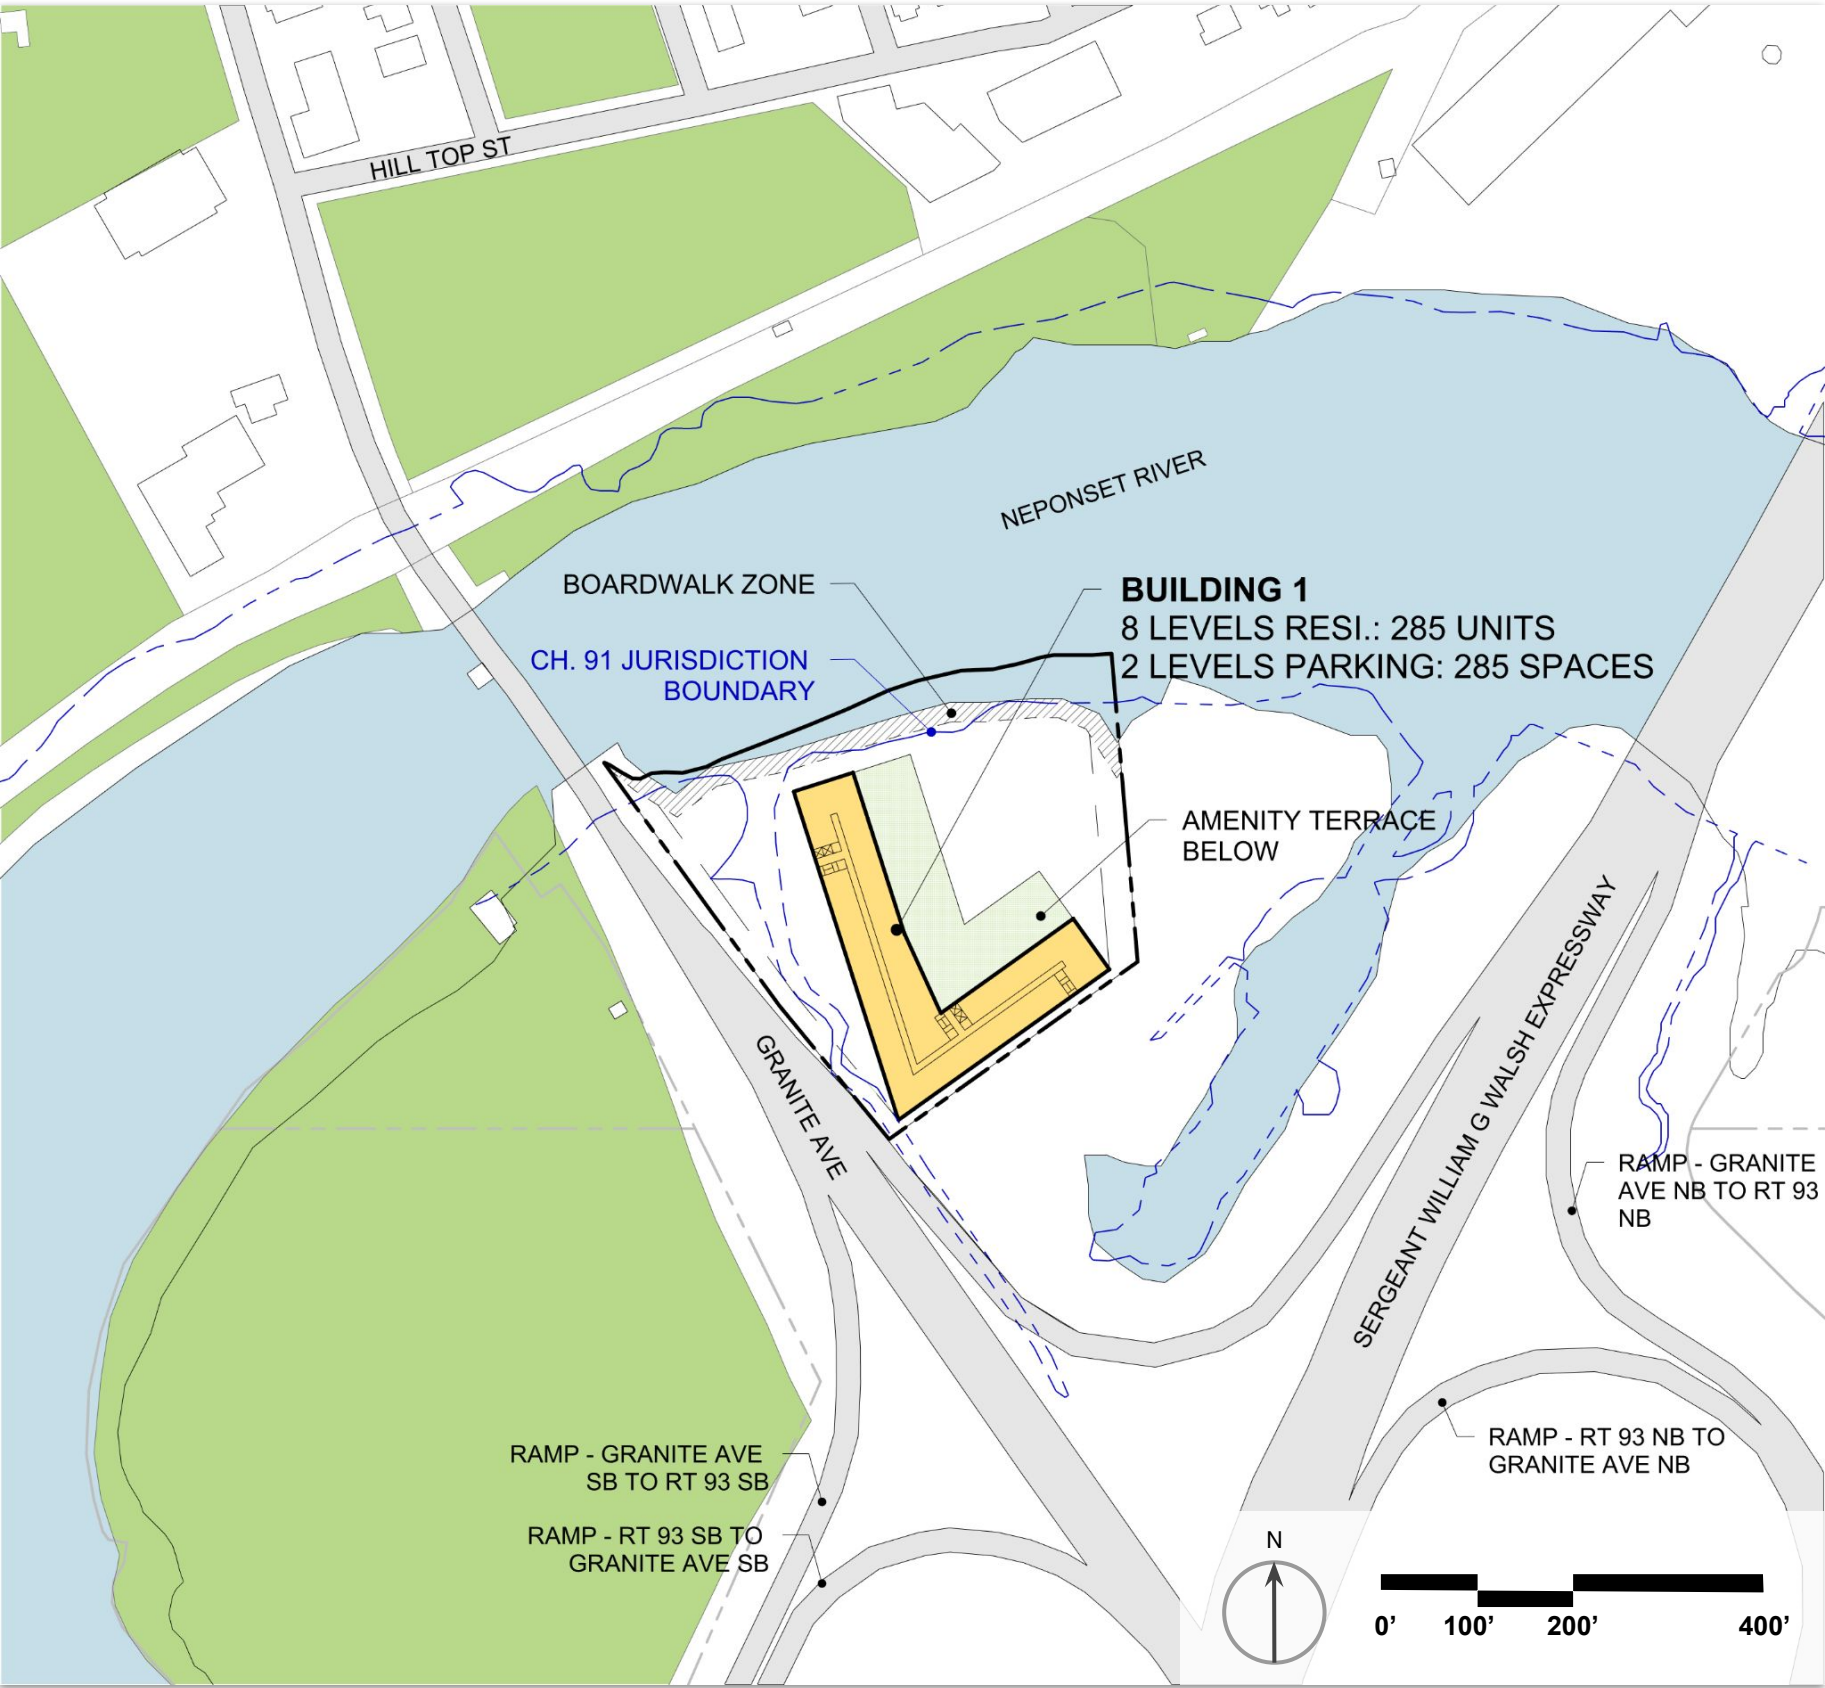 HILL TOP ST
NEPONSET RIVER
BOARDWALK ZONE
CH. 91 JURISDICTION
BOUNDARY
BUILDING 1
8 LEVELS RESI.: 285 UNITS
2 LEVELS PARKING: 285 SPACES
AMENITY TERRACE
BELOW
GRANITE AVE
SERGEANT WILLIAM G WALSH EXPRESSWAY
RAMP - GRANITE
AVE NB TO RT 93
NB
RAMP - GRANITE AVE
SB TO RT 93 SB
RAMP - RT 93 SB TO
GRANITE AVE SB
RAMP - RT 93 NB TO
GRANITE AVE NB
N
0' 100' 200' 400'